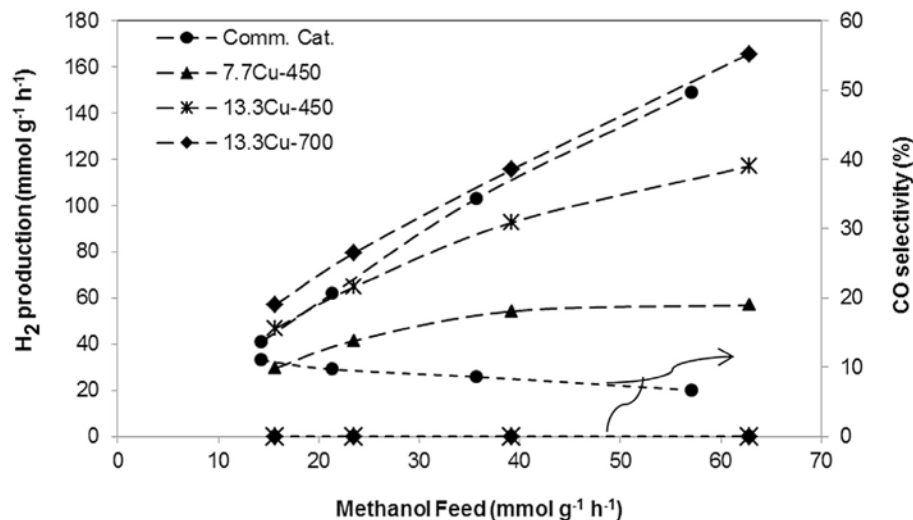 H2 production (mmol g-1 h-1)
180
160
140
120
100
80
60
40
20
0
Comm. Cat.
7.7Cu-450
13.3Cu-450
13.3Cu-700
60
50
40
30
20
10
0
CO selectivity (%)
0 10 20 30 40 50 60 70
Methanol Feed (mmol g-1 h-1)